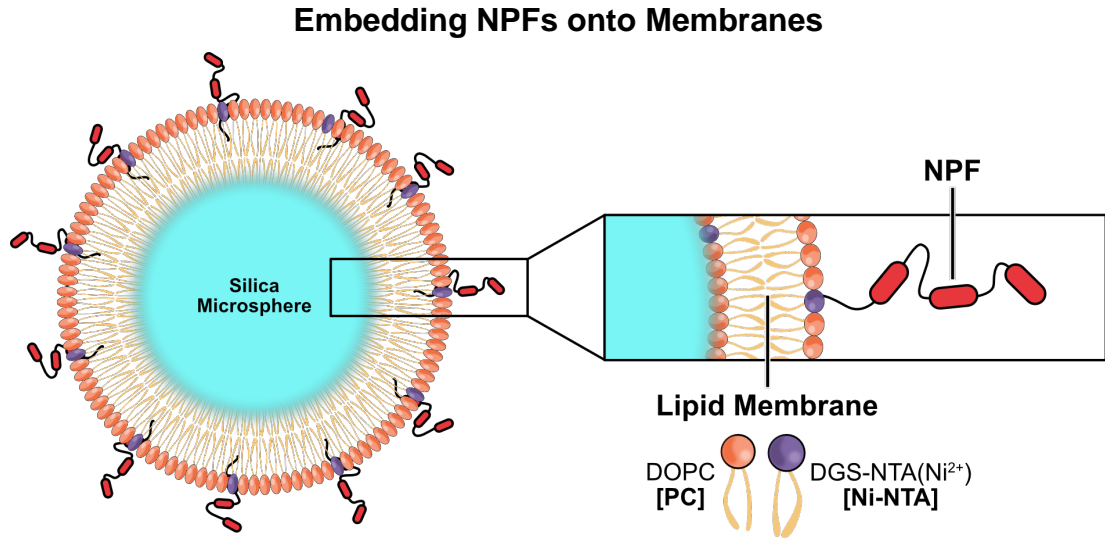 Embedding NPFs onto Membranes
Silica
Microsphere
NPF
Lipid Membrane
DOPC
[PC]
DGS-NTA(Ni²⁺)
[Ni-NTA]